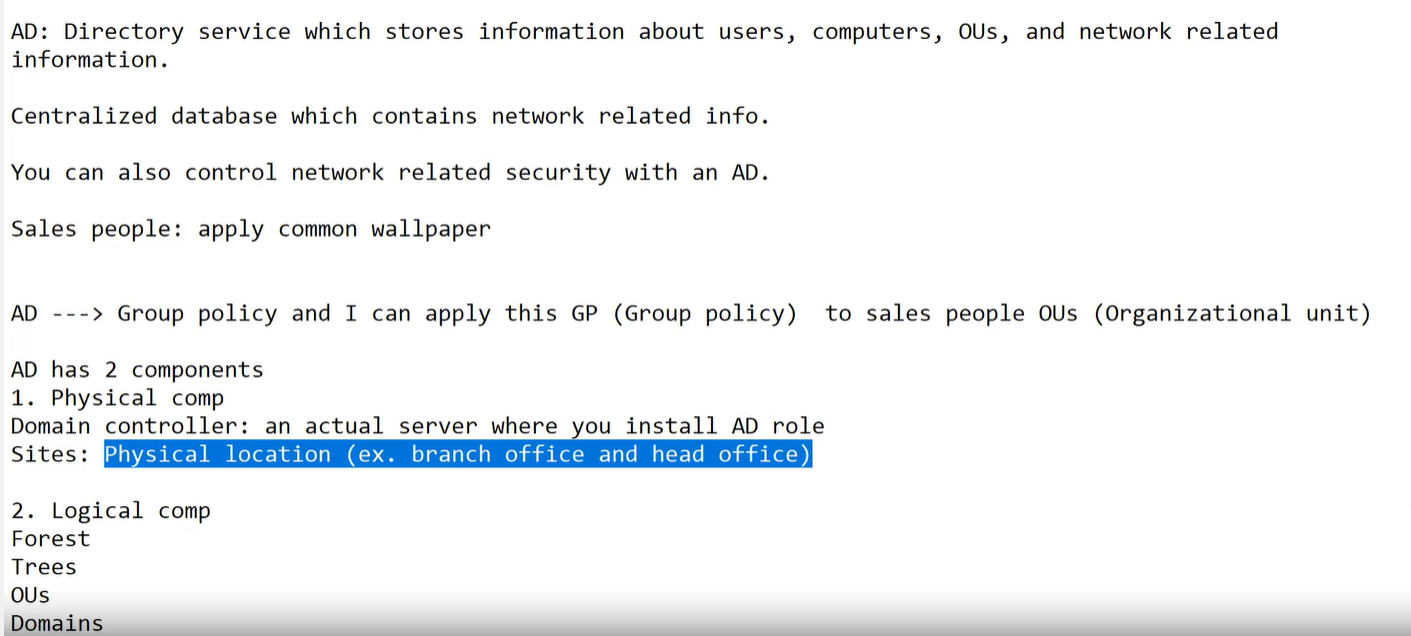 AD: Directory service which stores information about users, computers, OUs, and network related
information.
Centralized database which contains network related info.
You can also control network related security with an AD.
Sales people: apply common wallpaper
AD ---> Group policy and I can apply this GP (Group policy)  to sales people OUs (Organizational unit)
AD has 2 components
1. Physical comp
Domain controller: an actual server where you install AD role
Sites: Physical location (ex. branch office and head office)
2. Logical comp
Forest
Trees
OUs
Domains